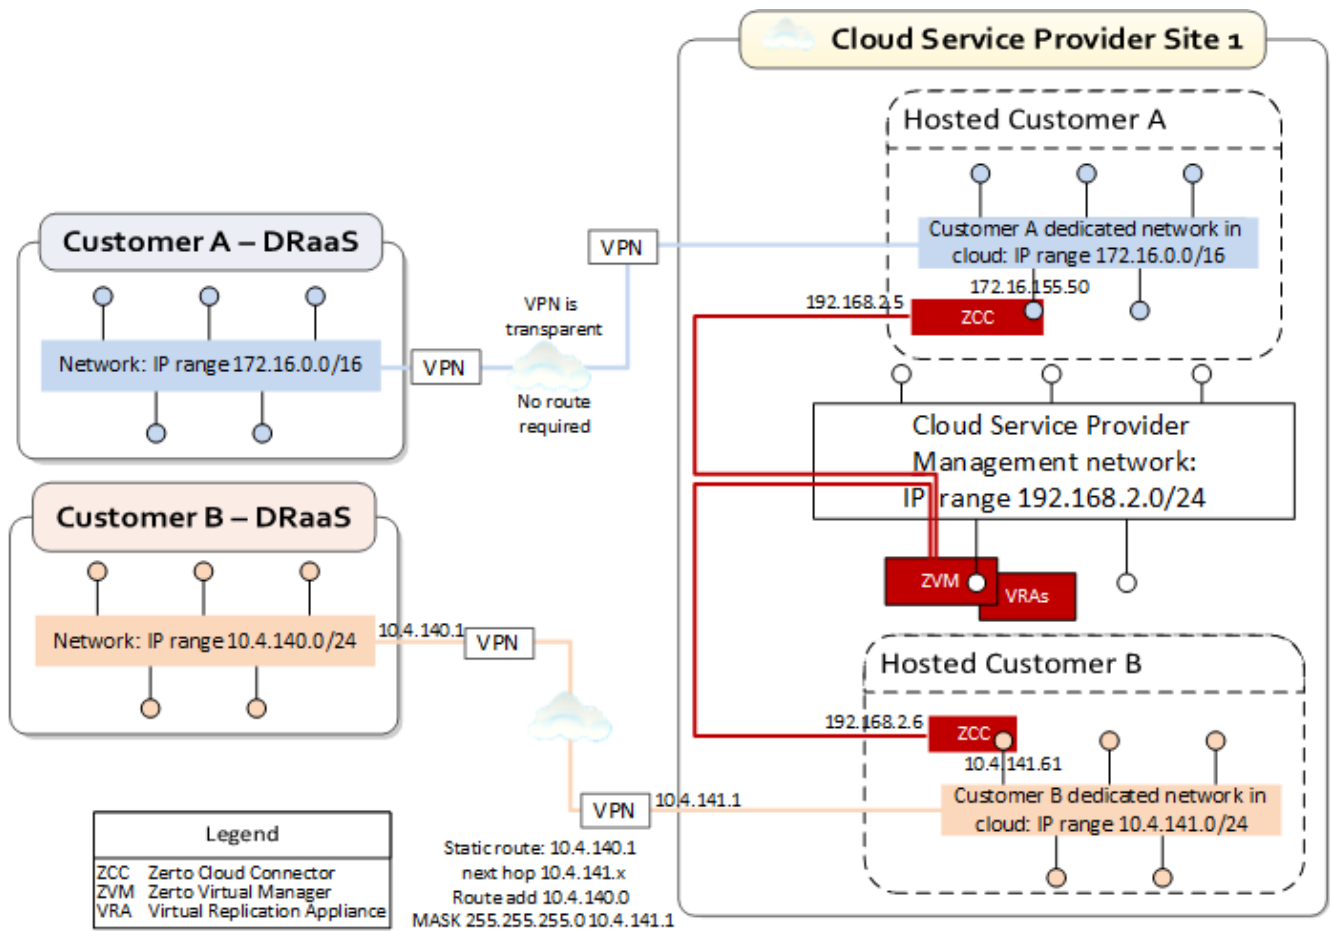 Cloud Service Provider Site 1
Hosted Customer A
Customer A dedicated network in
cloud: IP range 172.16.0.0/16
172.16.155.50
192.168.2.5
ZCC
Customer A – DRaaS
Network: IP range 172.16.0.0/16
VPN
VPN is
transparent
No route
required
VPN
Cloud Service Provider
Management network:
IP range 192.168.2.0/24
ZVM
VRAs
Customer B – DRaaS
Network: IP range 10.4.140.0/24
10.4.140.1
VPN
VPN
10.4.141.1
Static route: 10.4.140.1
next hop 10.4.141.x
Route add 10.4.140.0
MASK 255.255.255.0 10.4.141.1
Hosted Customer B
192.168.2.6
ZCC
10.4.141.61
Customer B dedicated network in
cloud: IP range 10.4.141.0/24
Legend
ZCC Zerto Cloud Connector
ZVM Zerto Virtual Manager
VRA Virtual Replication Appliance